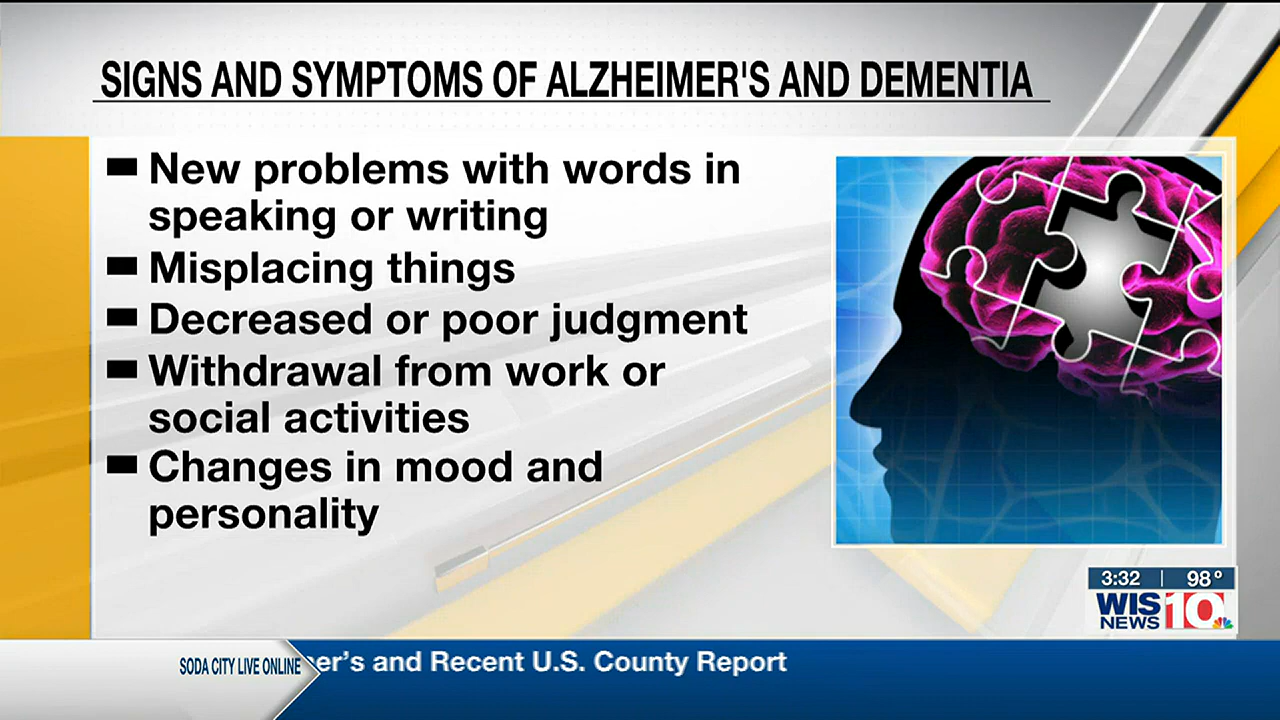 SIGNS AND SYMPTOMS OF ALZHEIMER'S AND DEMENTIA
New problems with words in
speaking or writing
Misplacing things
Decreased or poor judgment
Withdrawal from work or
social activities
Changes in mood and
personality
3:32 | 98°
WIS
NEWS 10
SODA CITY LIVE ONLINE
er's and Recent U.S. County Report